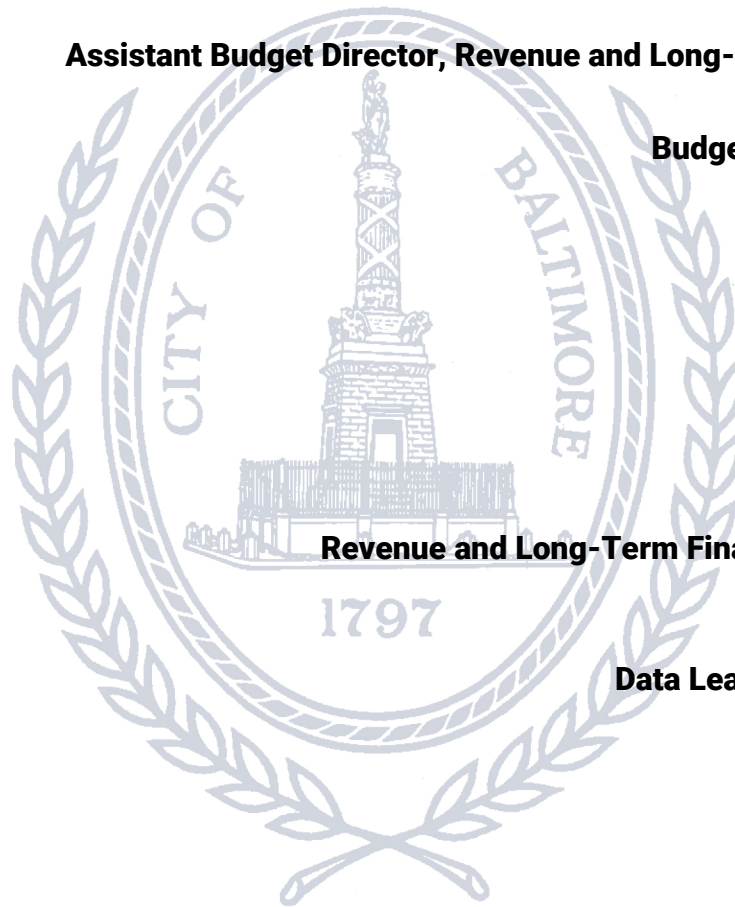 Assistant Budget Director, Revenue and Long-
Budge
CITY OF BALTIMORE
Revenue and Long-Term Fina
1797
Data Lea